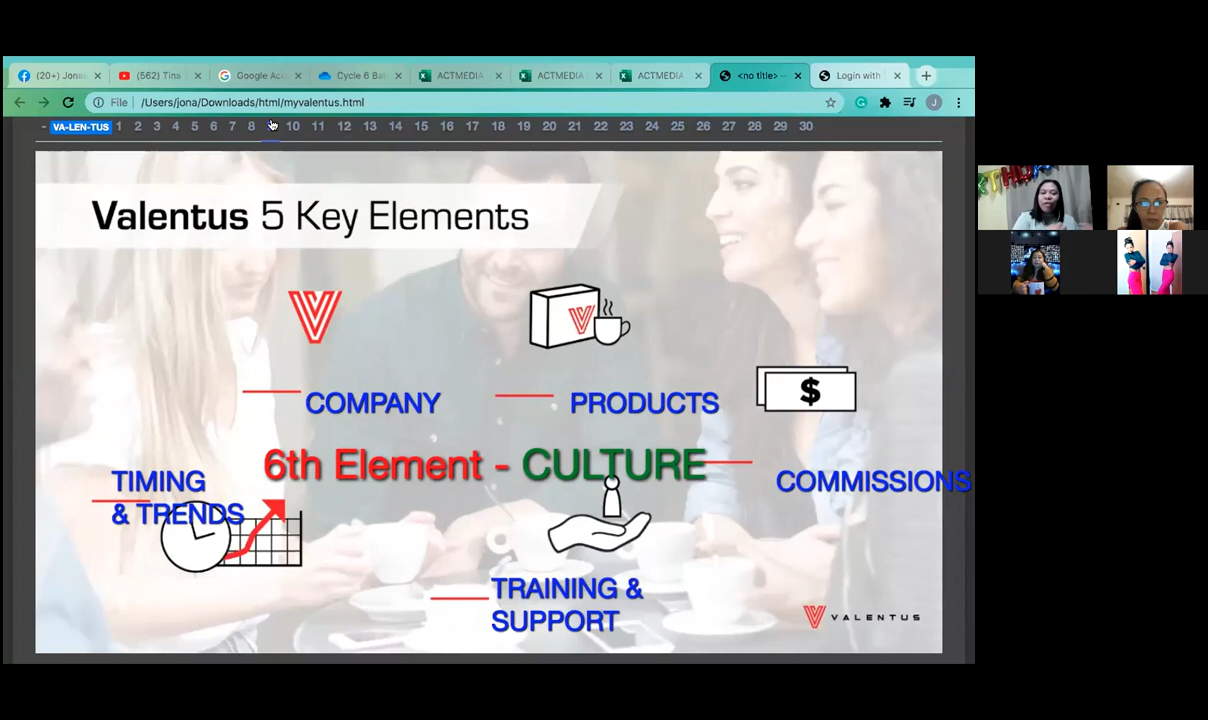 (20+) Jona
(562) Tina
Google Acc
Cycle 6 Ba
ACTMEDIA
ACTMEDIA
ACTMEDIA
<no title>
Login with
File /Users/jona/Downloads/html/myvalentus.html
J
- VA-LEN-TUS 1 2 3 4 5 6 7 8 10 11 12 13 14 15 16 17 18 19 20 21 22 23 24 25 26 27 28 29 30
Valentus 5 Key Elements
$
COMPANY
PRODUCTS
6th Element - CULTURE
TIMING
& TRENDS
COMMISSIONS
TRAINING &
SUPPORT
VALENTUS